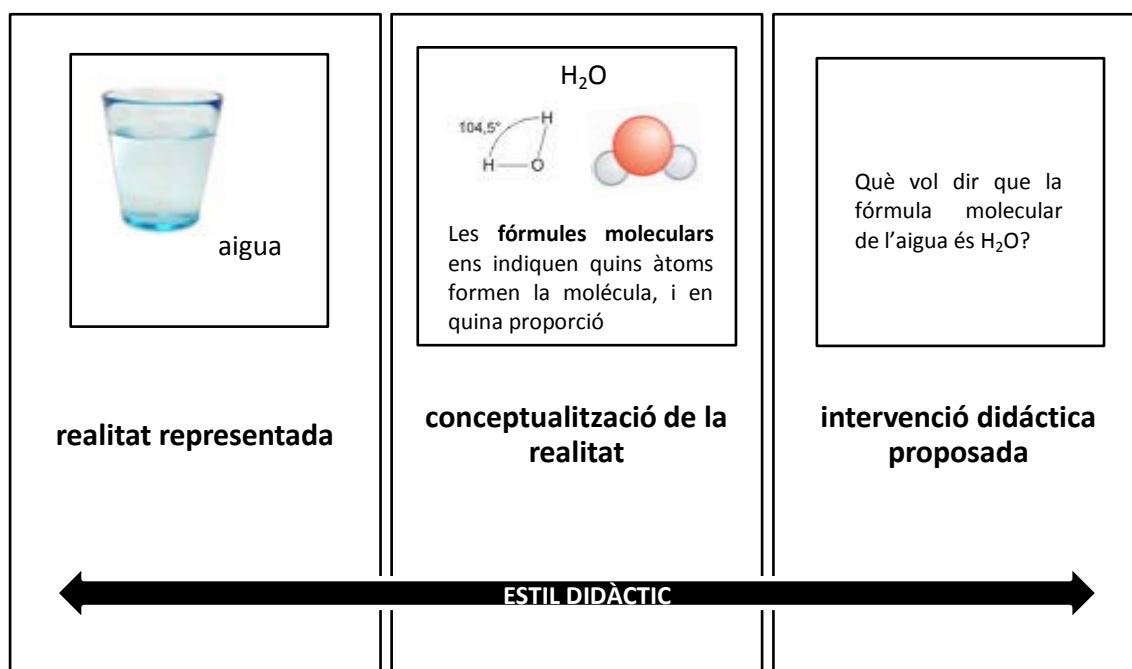 aigua
realitat representada
H₂O
104,5°
H
H
O
Les fórmules moleculars
ens indiquen quins àtoms
formen la molécula, i en
quina proporció
conceptualització de la
realitat
Què vol dir que la
fórmula molecular
de l’aigua és H₂O?
intervenció didáctica
proposada
ESTIL DIDÀCTIC